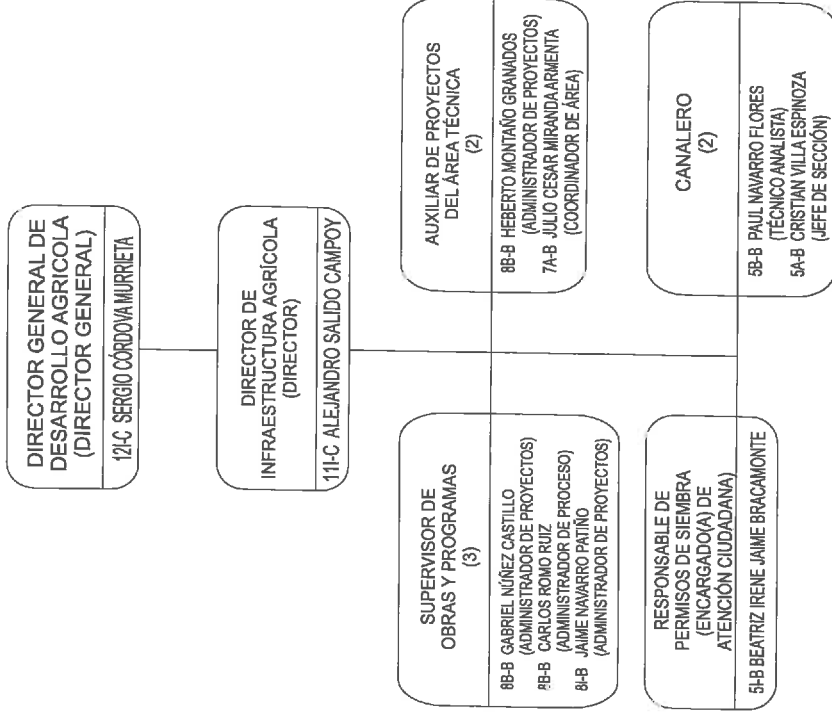 DIRECTOR GENERAL DE
DESARROLLO AGRÍCOLA
(DIRECTOR GENERAL)
12I-C SERGIO CÓRDOVA MURRIETA
DIRECTOR DE
INFRAESTRUCTURA AGRÍCOLA
(DIRECTOR)
11I-C ALEJANDRO SALIDO CAMPOY
SUPERVISOR DE
OBRAS Y PROGRAMAS
(3)
8B-B GABRIEL NÚÑEZ CASTILLO
(ADMINISTRADOR DE PROYECTOS)
8B-B CARLOS ROMO RUIZ
(ADMINISTRADOR DE PROCESO)
8I-B JAIME NAVARRO PATIÑO
(ADMINISTRADOR DE PROYECTOS)
AUXILIAR DE PROYECTOS
DEL ÁREA TÉCNICA
(2)
8B-B HEBERTO MONTAÑO GRANADOS
(ADMINISTRADOR DE PROYECTOS)
7A-B JULIO CESAR MIRANDA ARMENTA
(COORDINADOR DE ÁREA)
RESPONSABLE DE
PERMISOS DE SIEMBRA
(ENCARGADO(A) DE
ATENCIÓN CIUDADANA)
5I-B BEATRIZ IRENE JAIME BRACAMONTE
CANALERO
(2)
5B-B PAUL NAVARRO FLORES
(TÉCNICO ANALISTA)
5A-B CRISTIAN VILLA ESPINOZA
(JEFE DE SECCIÓN)